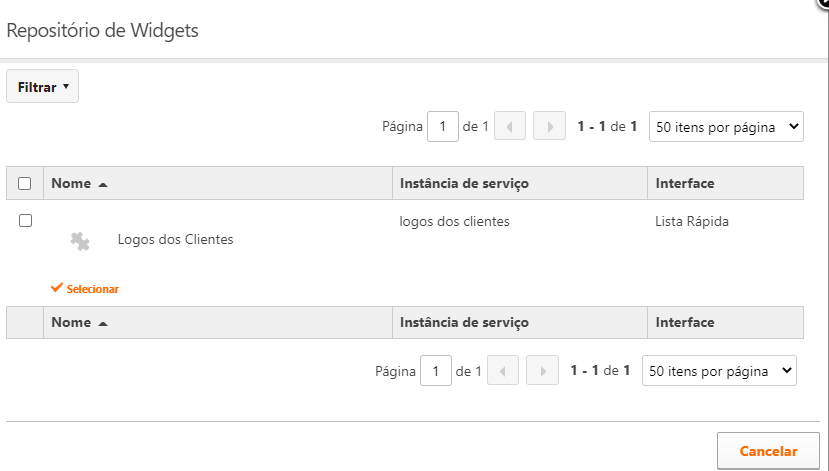 Repositório de Widgets
Filtrar
Página 1 de 1 1 - 1 de 1 50 itens por página
Nome Instância de serviço Interface
logos dos clientes Lista Rápida
Logos dos Clientes
Selecionar
Nome Instância de serviço Interface
Página 1 de 1 1 - 1 de 1 50 itens por página
Cancelar